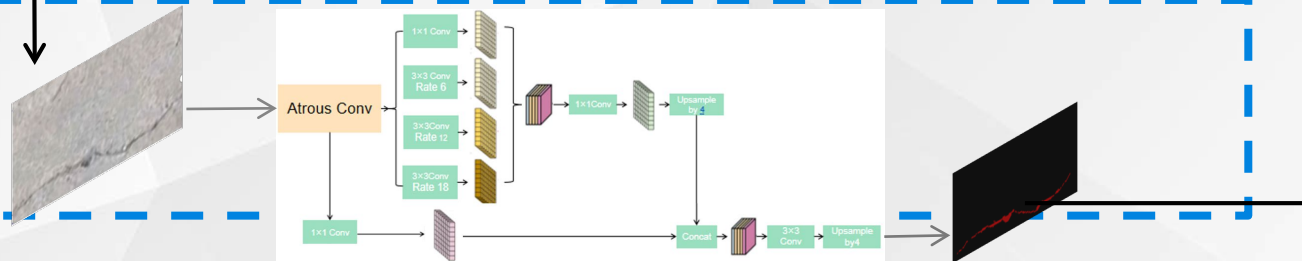 1×1 Conv
3×3 Conv
Rate 6
Atrous Conv
3×3Conv
Rate 12
3×3Conv
Rate 18
1×1Conv
Upsample
by 4
1×1 Conv
Concat
3×3
Conv
Upsample
by4